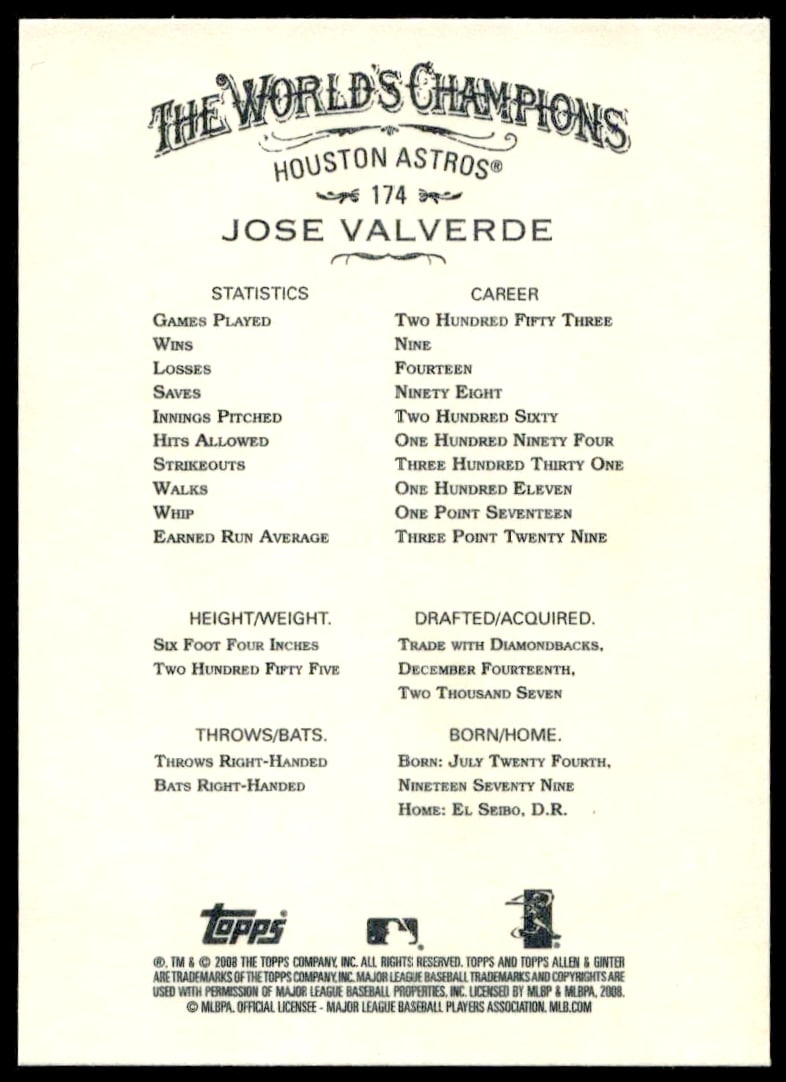 THE WORLD'S CHAMPIONS
HOUSTON ASTROS®
174
JOSE VALVERDE
STATISTICS CAREER
GAMES PLAYED TWO HUNDRED FIFTY THREE
WINS NINE
LOSSES FOURTEEN
SAVES NINETY EIGHT
INNINGS PITCHED TWO HUNDRED SIXTY
HITS ALLOWED ONE HUNDRED NINETY FOUR
STRIKEOUTS THREE HUNDRED THIRTY ONE
WALKS ONE HUNDRED ELEVEN
WHIP ONE POINT SEVENTEEN
EARNED RUN AVERAGE THREE POINT TWENTY NINE
HEIGHT/WEIGHT.
SIX FOOT FOUR INCHES
TWO HUNDRED FIFTY FIVE
DRAFTED/ACQUIRED.
TRADE WITH DIAMONDBACKS,
DECEMBER FOURTEENTH,
TWO THOUSAND SEVEN
THROWS/BATS.
THROWS RIGHT-HANDED
BATS RIGHT-HANDED
BORN/HOME.
BORN: JULY TWENTY FOURTH,
NINETEEN SEVENTY NINE
HOME: EL SEIBO, D.R.
Topps ® ®
®, TM & © 2008 THE TOPPS COMPANY, INC. ALL RIGHTS RESERVED. TOPPS AND TOPPS ALLEN & GINTER
ARE TRADEMARKS OF THE TOPPS COMPANY, INC. MAJOR LEAGUE BASEBALL TRADEMARKS AND COPYRIGHTS ARE
USED WITH PERMISSION OF MAJOR LEAGUE BASEBALL PROPERTIES, INC. LICENSED BY MLBP & MLBPA, 2008.
© MLBPA. OFFICIAL LICENSEE - MAJOR LEAGUE BASEBALL PLAYERS ASSOCIATION. MLB.COM